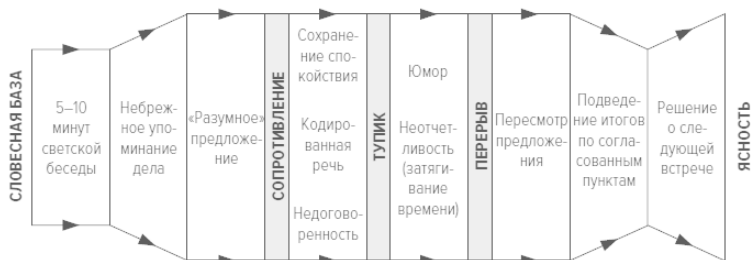 СЛОВЕСНАЯ БАЗА
5–10
минут
светской
беседы
Небреж-
ное упо-
минание
дела
«Разумное»
предложе-
ние
СОПРОТИВЛЕНИЕ
Сохране-
ние спо-
койствия
Кодиро-
ванная
речь
Недогово-
ренность
ТУПИК
Юмор
Неотчет-
ливость
(затяги-
вание
времени)
ПЕРЕРЫВ
Пересмотр
предложе-
ния
Подведе-
ние итогов
по согла-
сованным
пунктам
Решение
о сле-
дующей
встрече
ЯСНОСТЬ